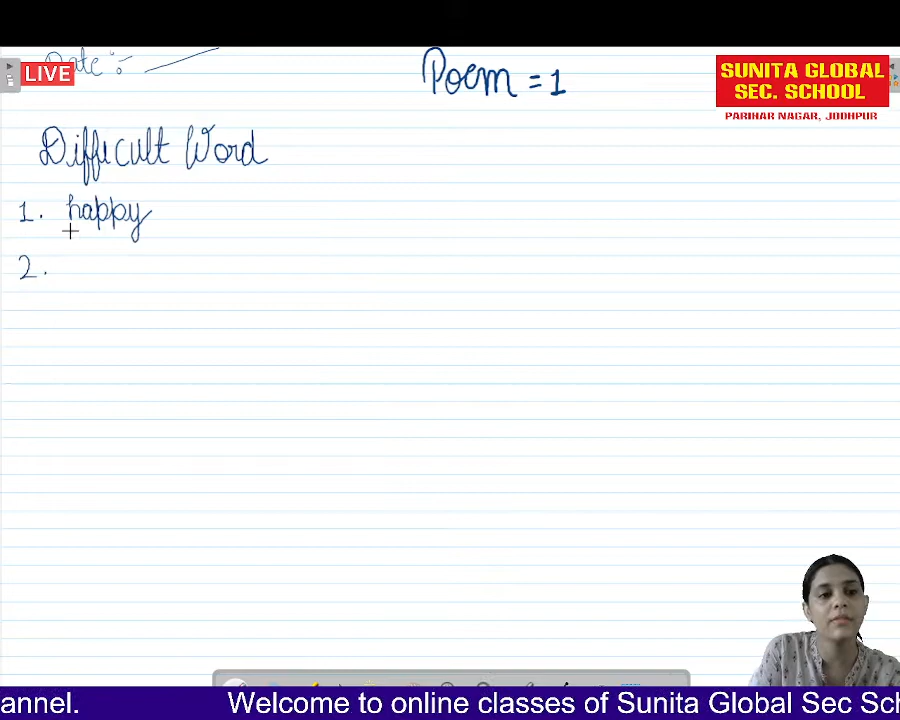 Date :-
LIVE
Poem = 1
SUNITA GLOBAL
SEC. SCHOOL
PARIHAR NAGAR, JODHPUR
Difficult Word
1. happy
2.
annel. Welcome to online classes of Sunita Global Sec Sch